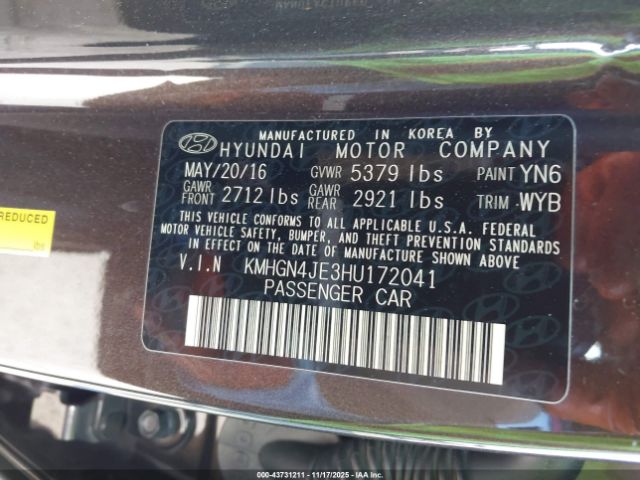 MANUFACTURED IN KOREA BY
HYUNDAI MOTOR COMPANY
MAY/20/16 GVWR 5379 lbs PAINT YN6
GAWR FRONT 2712 lbs GAWR REAR 2921 lbs TRIM WYB
THIS VEHICLE CONFORMS TO ALL APPLICABLE U.S.A. FEDERAL
MOTOR VEHICLE SAFETY, BUMPER, AND THEFT PREVENTION
STANDARDS IN EFFECT ON THE DATE OF MANUFACTURE SHOWN ABOVE.
V.I.N KMHGN4JE3HU172041
PASSENGER CAR
REDUCED
lbs
000-43731211 - 11/17/2025 - IAAI.COM